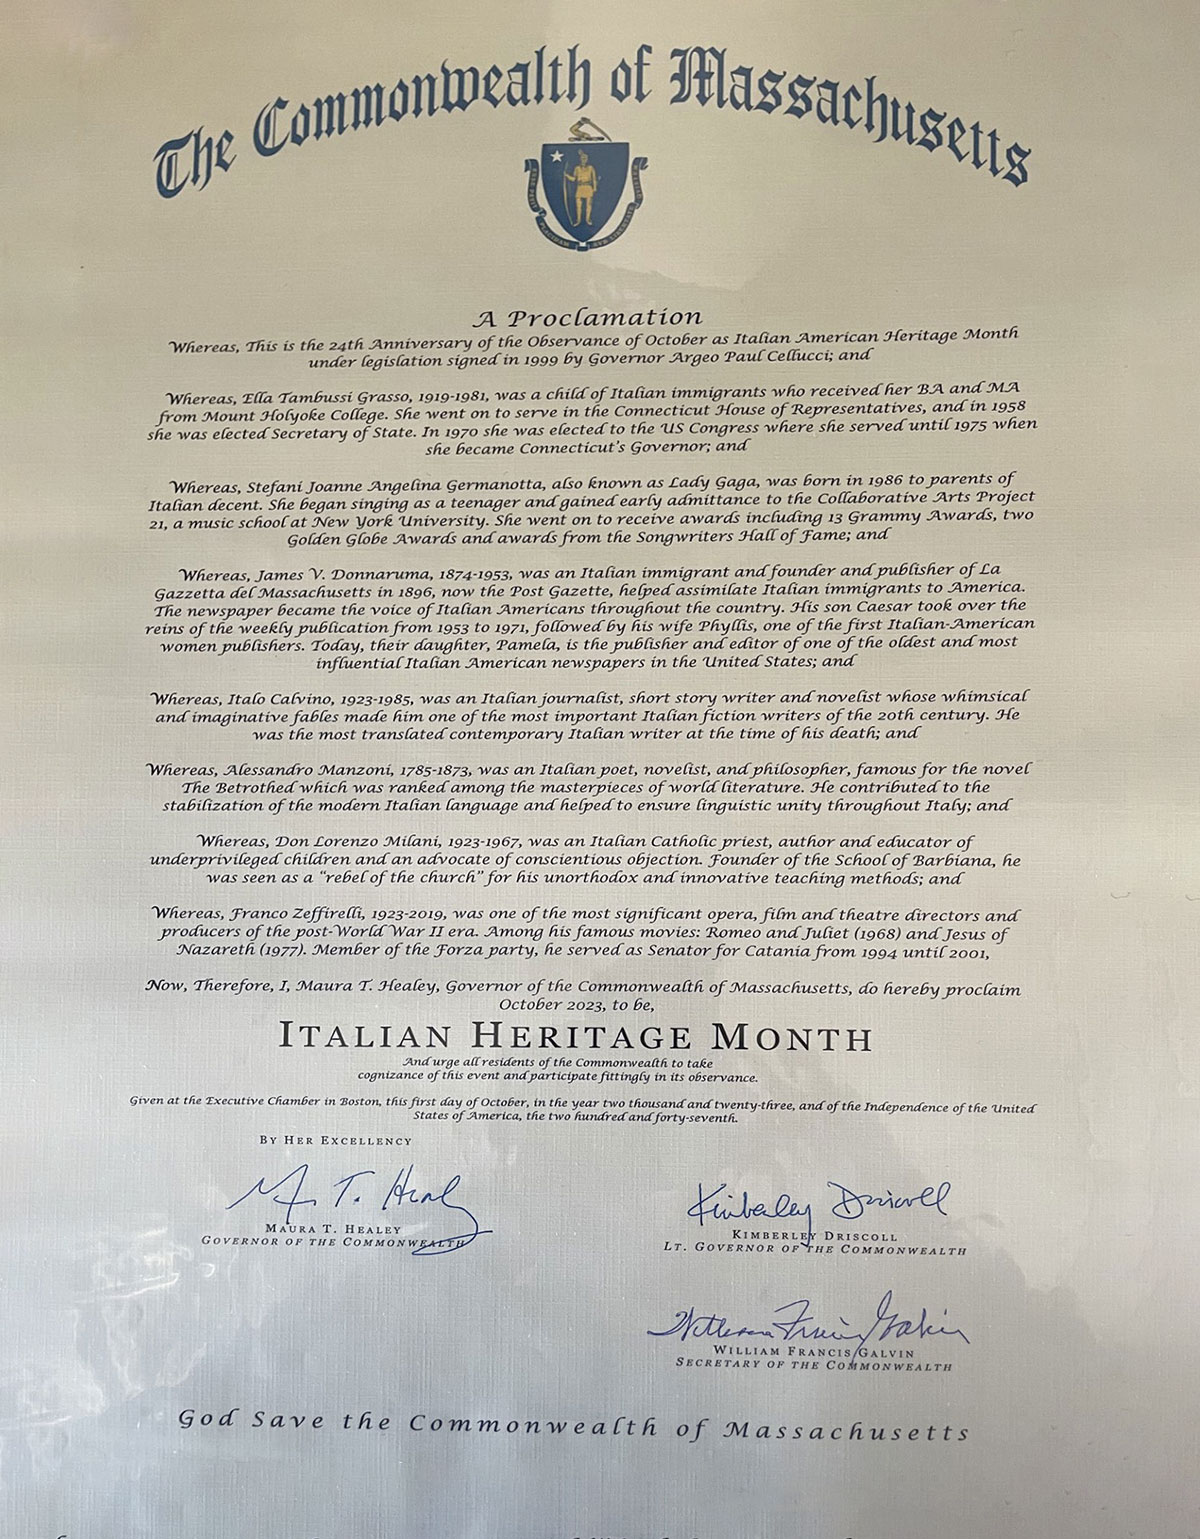 The Commonwealth of Massachusetts
A Proclamation
Whereas, This is the 24th Anniversary of the Observance of October as Italian American Heritage Month
under legislation signed in 1999 by Governor Argeo Paul Cellucci; and
Whereas, Ella Tambussi Grasso, 1919-1981, was a child of Italian immigrants who received her BA and MA
from Mount Holyoke College. She went on to serve in the Connecticut House of Representatives, and in 1958
she was elected Secretary of State. In 1970 she was elected to the US Congress where she served until 1975 when
she became Connecticut's Governor; and
Whereas, Stefani Joanne Angelina Germanotta, also known as Lady Gaga, was born in 1986 to parents of
Italian decent. She began singing as a teenager and gained early admittance to the Collaborative Arts Project
21, a music school at New York University. She went on to receive awards including 13 Grammy Awards, two
Golden Globe Awards and awards from the Songwriters Hall of Fame; and
Whereas, James V. Donnaruma, 1874-1953, was an Italian immigrant and founder and publisher of La
Gazzetta del Massachusetts in 1896, now the Post Gazette, helped assimilate Italian immigrants to America.
The newspaper became the voice of Italian Americans throughout the country. His son Caesar took over the
reins of the weekly publication from 1953 to 1971, followed by his wife Phyllis, one of the first Italian-American
women publishers. Today, their daughter, Pamela, is the publisher and editor of one of the oldest and most
influential Italian American newspapers in the United States; and
Whereas, Italo Calvino, 1923-1985, was an Italian journalist, short story writer and novelist whose whimsical
and imaginative fables made him one of the most important Italian fiction writers of the 20th century. He
was the most translated contemporary Italian writer at the time of his death; and
Whereas, Alessandro Manzoni, 1785-1873, was an Italian poet, novelist, and philosopher, famous for the novel
The Betrothed which was ranked among the masterpieces of world literature. He contributed to the
stabilization of the modern Italian language and helped to ensure linguistic unity throughout Italy; and
Whereas, Don Lorenzo Milani, 1923-1967, was an Italian Catholic priest, author and educator of
underprivileged children and an advocate of conscientious objection. Founder of the School of Barbiana, he
was seen as a "rebel of the church" for his unorthodox and innovative teaching methods; and
Whereas, Franco Zeffirelli, 1923-2019, was one of the most significant opera, film and theatre directors and
producers of the post-World War II era. Among his famous movies: Romeo and Juliet (1968) and Jesus of
Nazareth (1977). Member of the Forza party, he served as Senator for Catania from 1994 until 2001,
Now, Therefore, I, Maura T. Healey, Governor of the Commonwealth of Massachusetts, do hereby proclaim
October 2023, to be,
ITALIAN HERITAGE MONTH
And urge all residents of the Commonwealth to take
cognizance of this event and participate fittingly in its observance.
Given at the Executive Chamber in Boston, this first day of October, in the year two thousand and twenty-three, and of the Independence of the United
States of America, the two hundred and forty-seventh.
BY HER EXCELLENCY
M T. Healey
MAURA T. HEALEY
GOVERNOR OF THE COMMONWEALTH
Kimberley Driscoll
KIMBERLEY DRISCOLL
LT. GOVERNOR OF THE COMMONWEALTH
William Francis Galvin
WILLIAM FRANCIS GALVIN
SECRETARY OF THE COMMONWEALTH
God Save the Commonwealth of Massachusetts